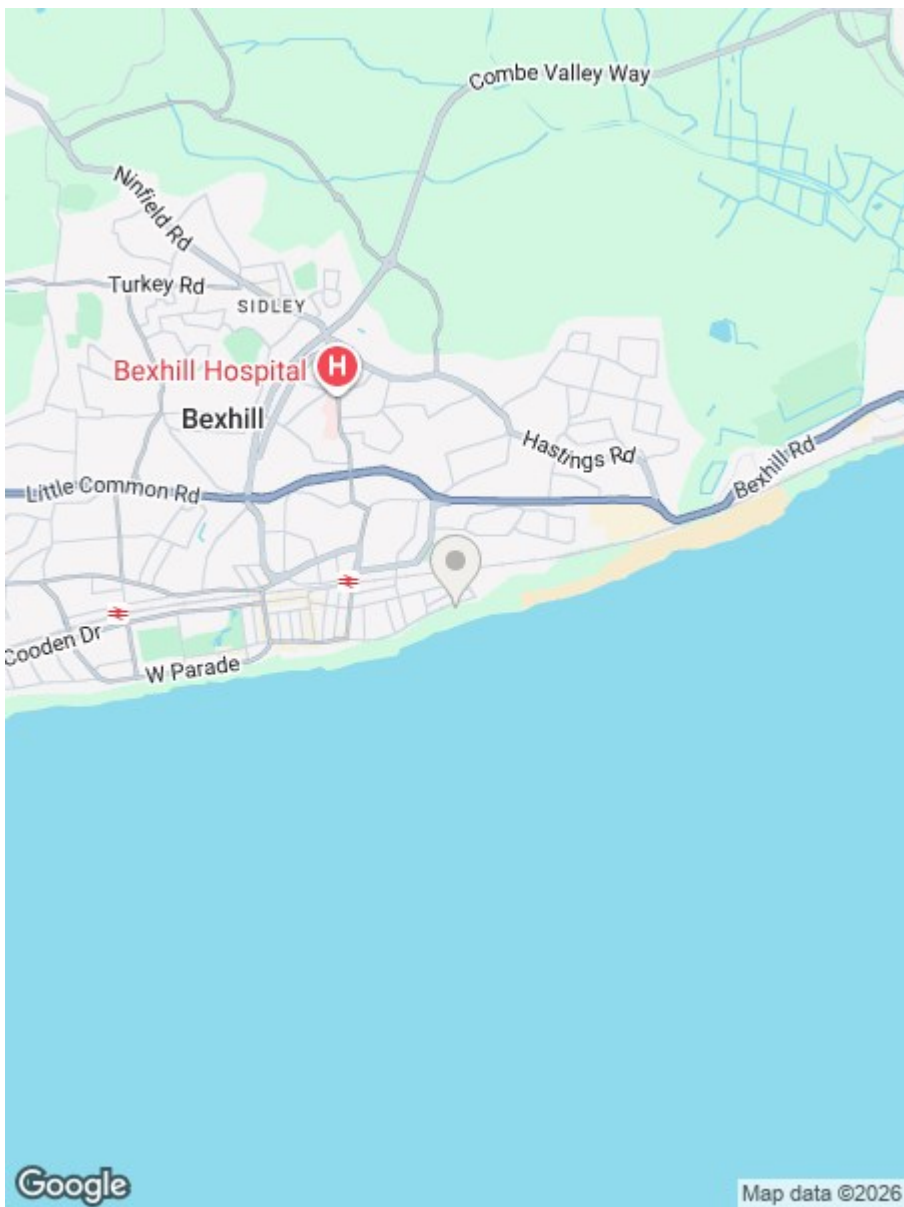 Combe Valley Way
Ninfield Rd
Turkey Rd
SIDLEY
Bexhill Hospital
H
Bexhill
Hastings Rd
Bexhill Rd
Little Common Rd
Cooden Dr
W Parade
Google
Map data ©2026